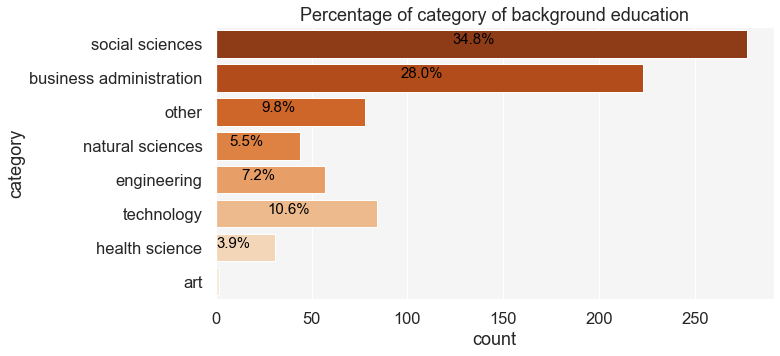 Percentage of category of background education
category
social sciences
34.8%
business administration
28.0%
other
9.8%
natural sciences
5.5%
engineering
7.2%
technology
10.6%
health science
3.9%
art
0
50
100
150
200
250
count